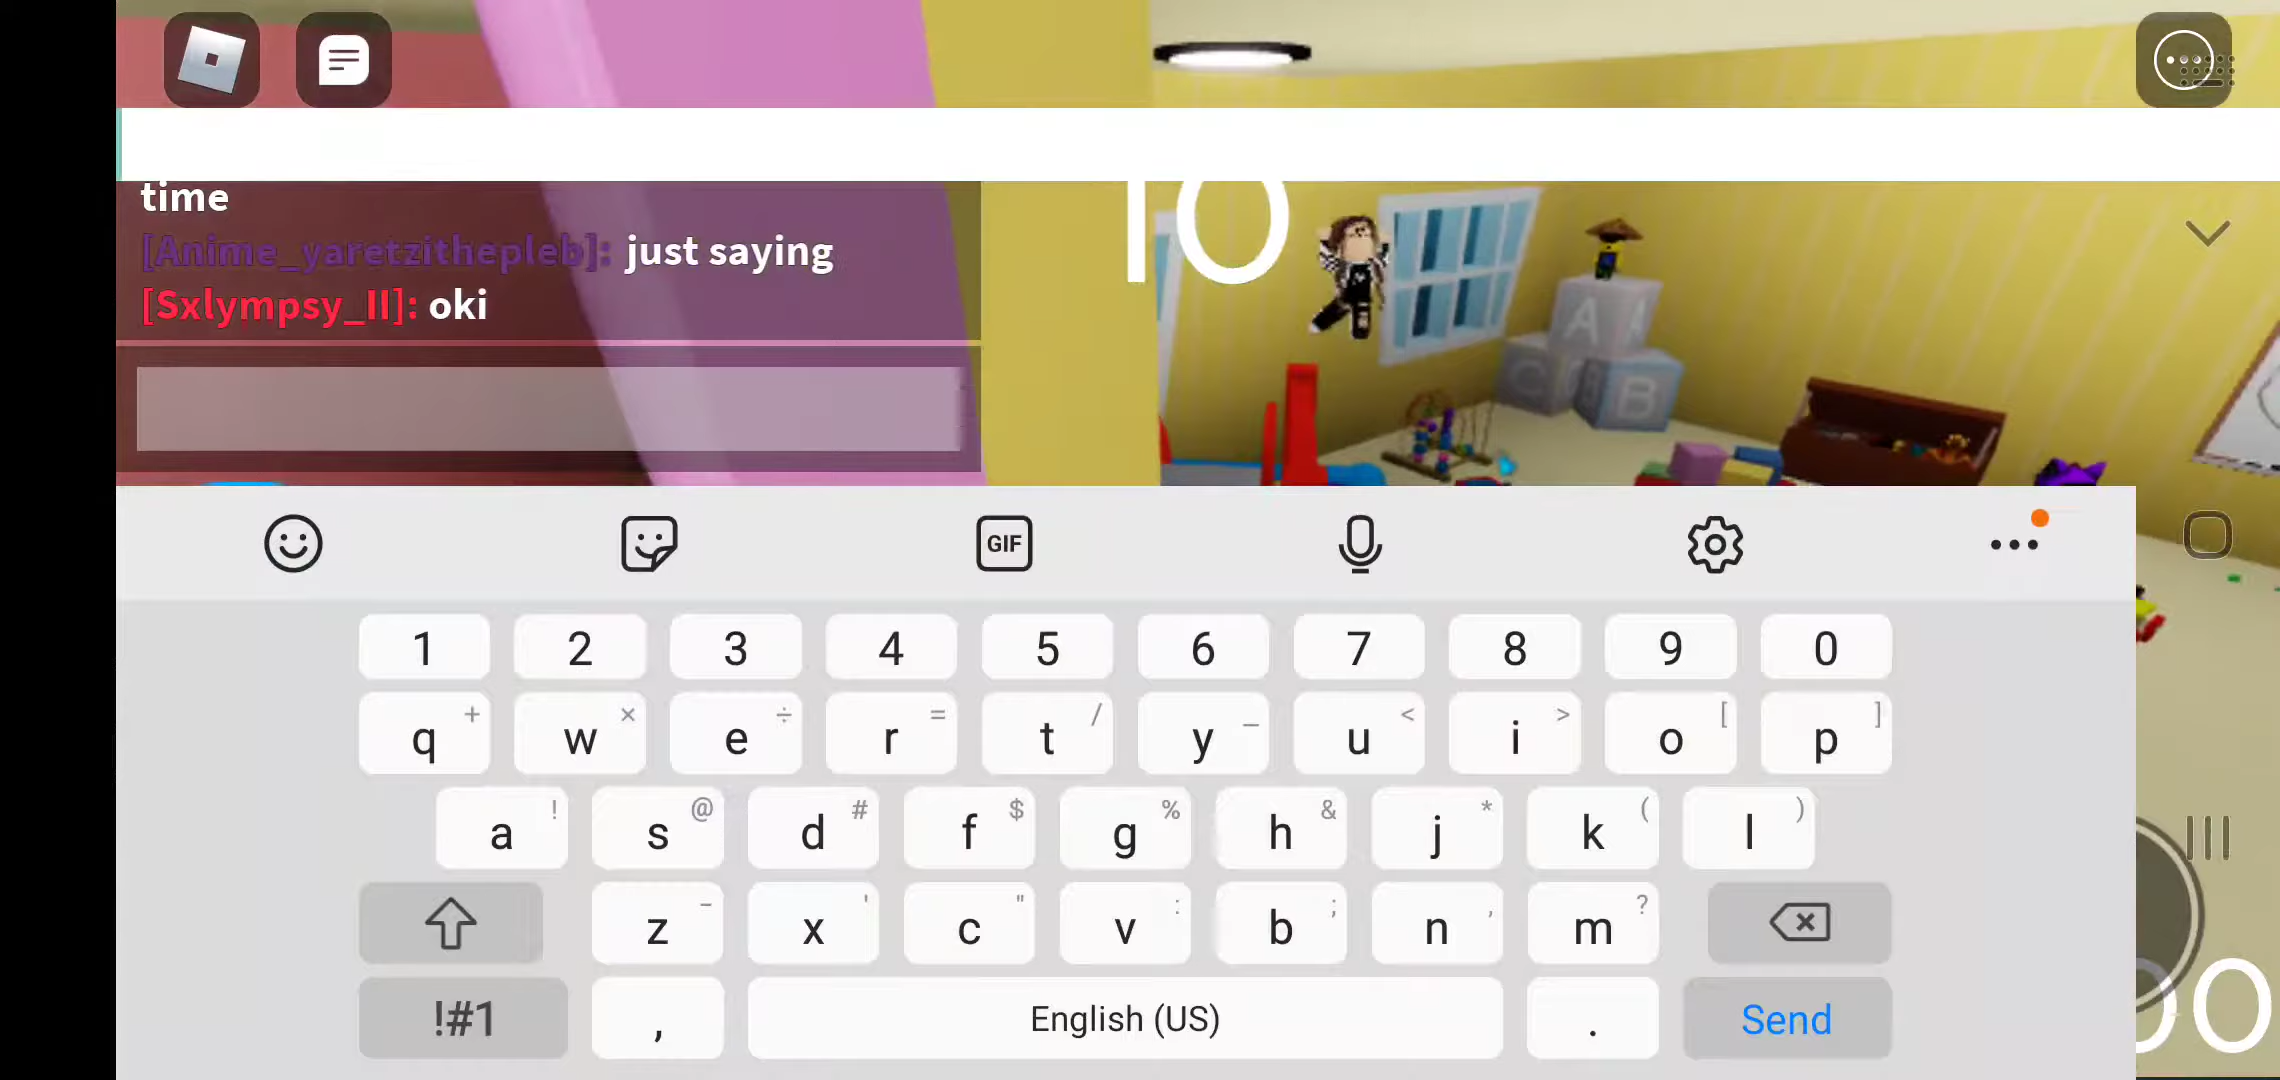 time
[Anime_yaretzithepleb]: just saying
[Sxlympsy_II]: oki
10
A A
C B B
GIF
1 2 3 4 5 6 7 8 9 0
+ × ÷ = / _ < > [ ]
q w e r t y u i o p
! @ # $ % & * ( )
a s d f g h j k l
- ' " : ; , ?
z x c v b n m
!#1 , English (US) . Send
00